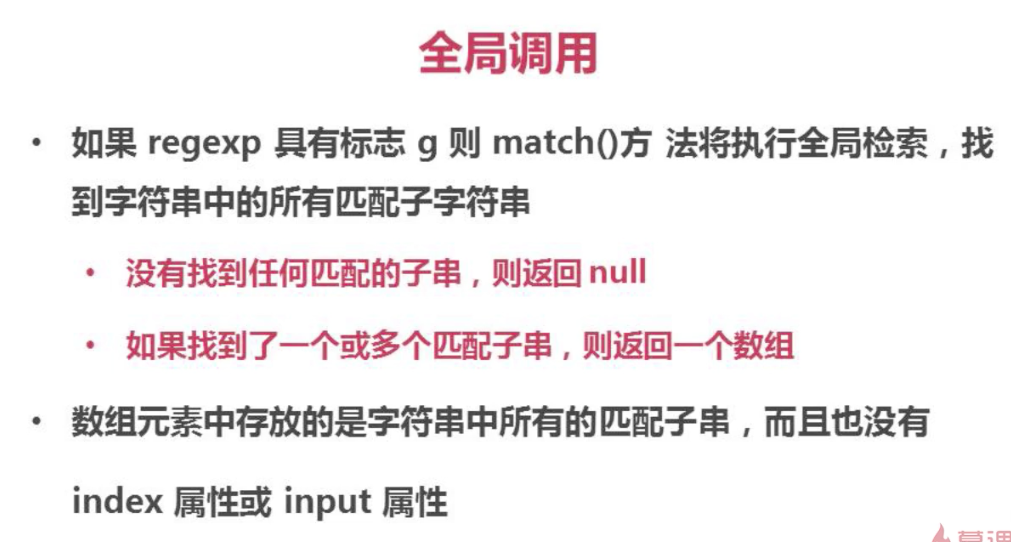 全局调用
• 如果 regexp 具有标志 g 则 match()方 法将执行全局检索，找
到字符串中的所有匹配子字符串
• 没有找到任何匹配的子串，则返回 null
• 如果找到了一个或多个匹配子串，则返回一个数组
• 数组元素中存放的是字符串中所有的匹配子串，而且也没有
index 属性或 input 属性